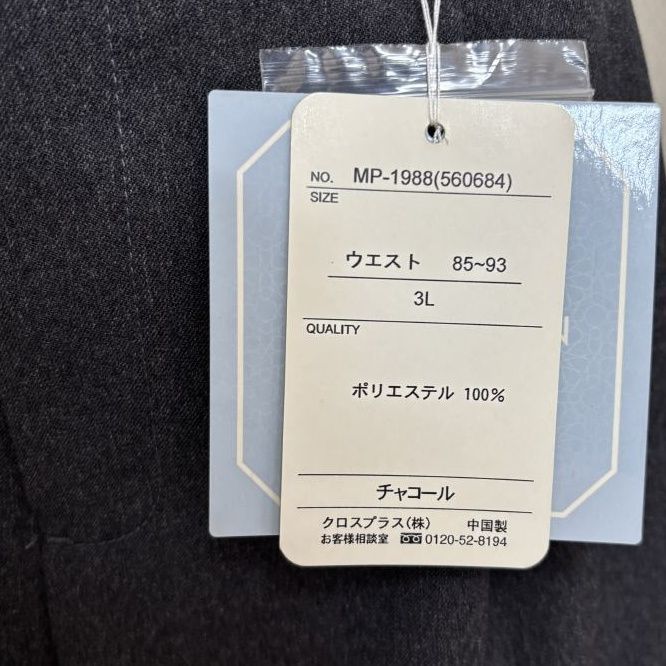 NO. MP-1988(560684)
SIZE
ウエスト 85~93
3L
QUALITY
ポリエステル 100%
チャコール
クロスプラス(株) 中国製
お客様相談室 0120-52-8194